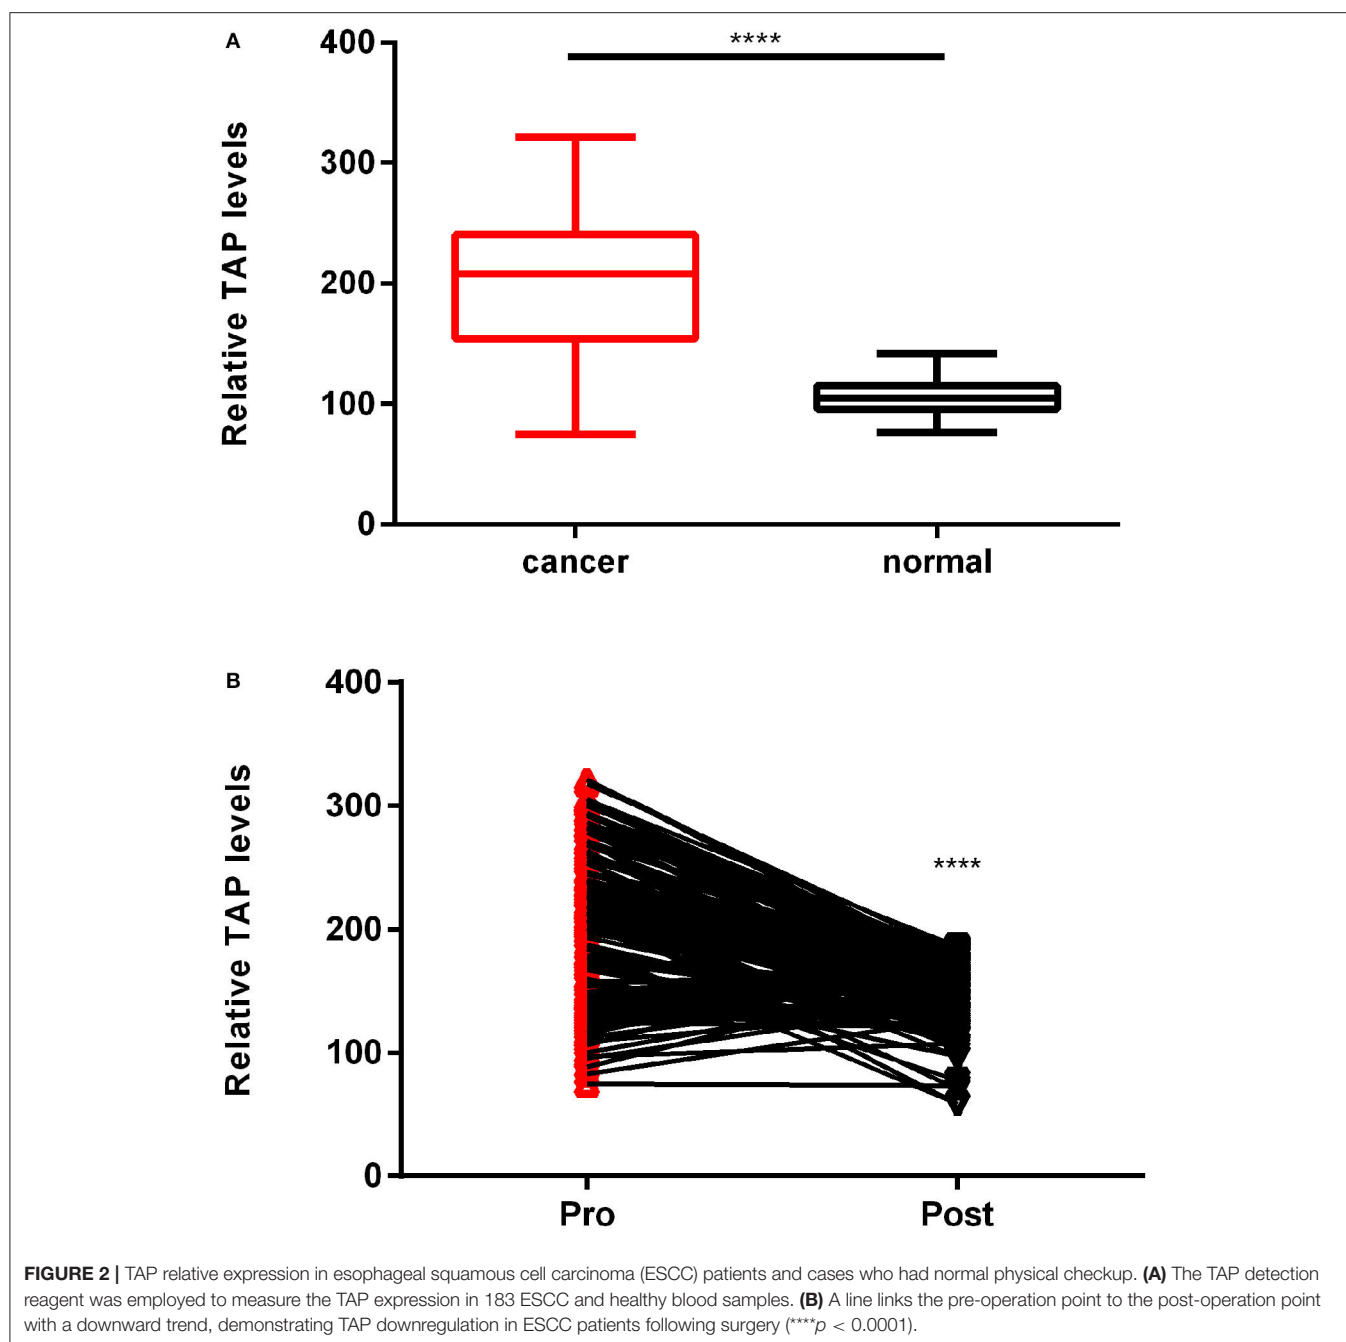 A
****
400
300
200
100
0
Relative TAP levels
cancer
normal
B
400
300
200
100
0
Relative TAP levels
****
Pro
Post
FIGURE 2 | TAP relative expression in esophageal squamous cell carcinoma (ESCC) patients and cases who had normal physical checkup. (A) The TAP detection
reagent was employed to measure the TAP expression in 183 ESCC and healthy blood samples. (B) A line links the pre-operation point to the post-operation point
with a downward trend, demonstrating TAP downregulation in ESCC patients following surgery (****p < 0.0001).